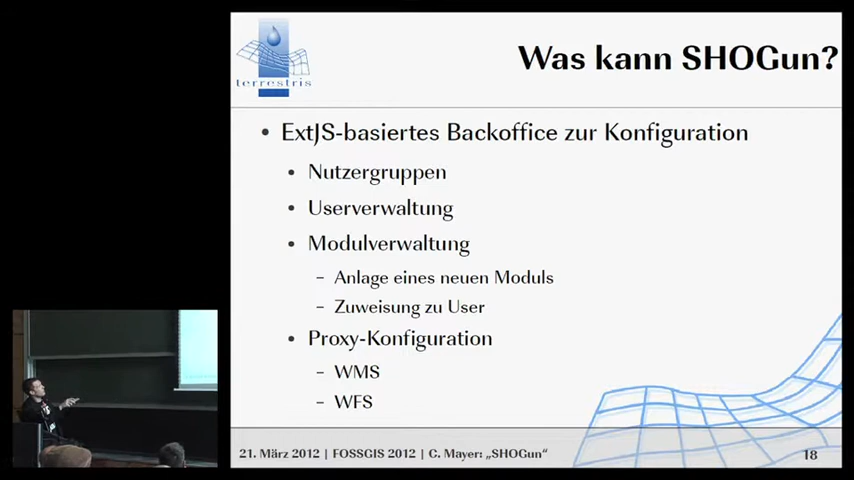 terrestris
Was kann SHOGun?
• ExtJS-basiertes Backoffice zur Konfiguration
• Nutzergruppen
• Userverwaltung
• Modulverwaltung
– Anlage eines neuen Moduls
– Zuweisung zu User
• Proxy-Konfiguration
– WMS
– WFS
21. März 2012 | FOSSGIS 2012 | C. Mayer: „SHOGun“
18